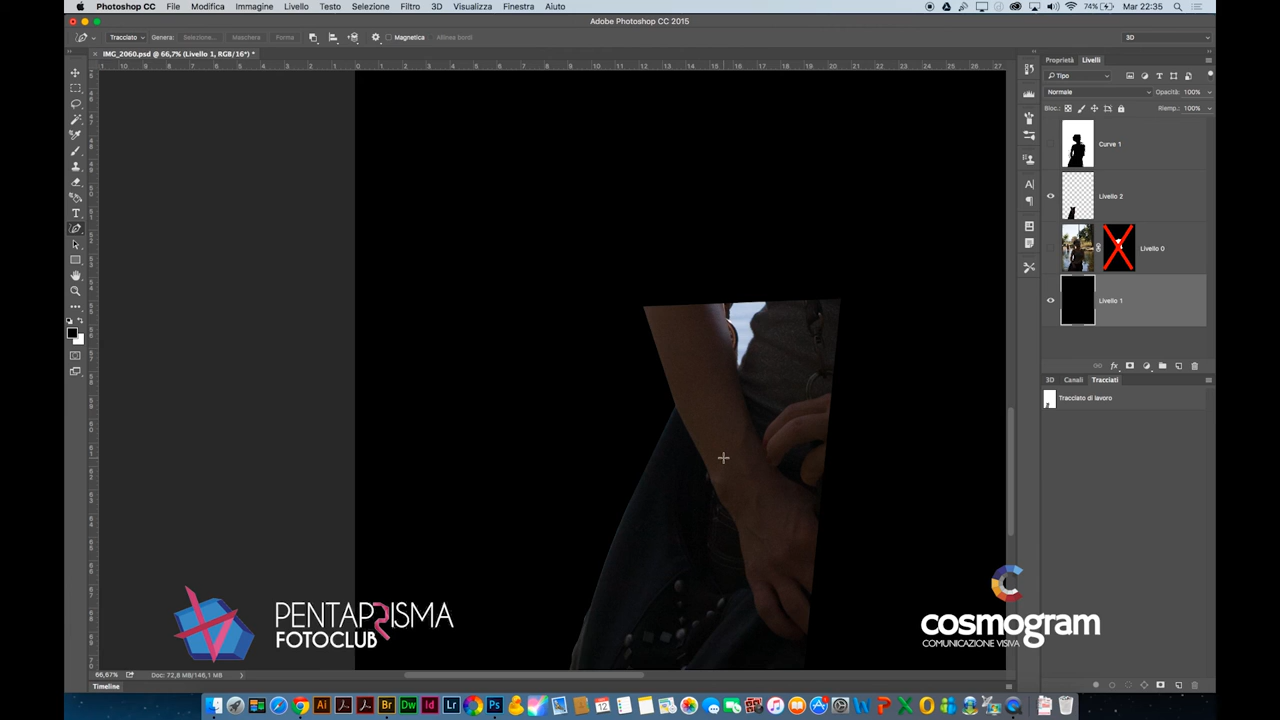 Photoshop CC File Modifica Immagine Livello Testo Selezione Filtro 3D Visualizza Finestra Aiuto 74% Mar 22:35
Adobe Photoshop CC 2015
Tracciato Genera: Selezione... Maschera Forma Magnetica Allinea bordi 3D
× IMG_2060.psd @ 66,7% (Livello 1, RGB/16*) *
Proprietà Livelli
Tipo
Normale Opacità: 100%
Bloc.: Riemp.: 100%
Curve 1
Livello 2
Livello 0
Livello 1
3D Canali Tracciati
Tracciato di lavoro
PENTAPRISMA
FOTOCLUB
cosmogram
COMUNICAZIONE VISIVA
66,67% Doc: 72,8 MB/146,1 MB
Timeline